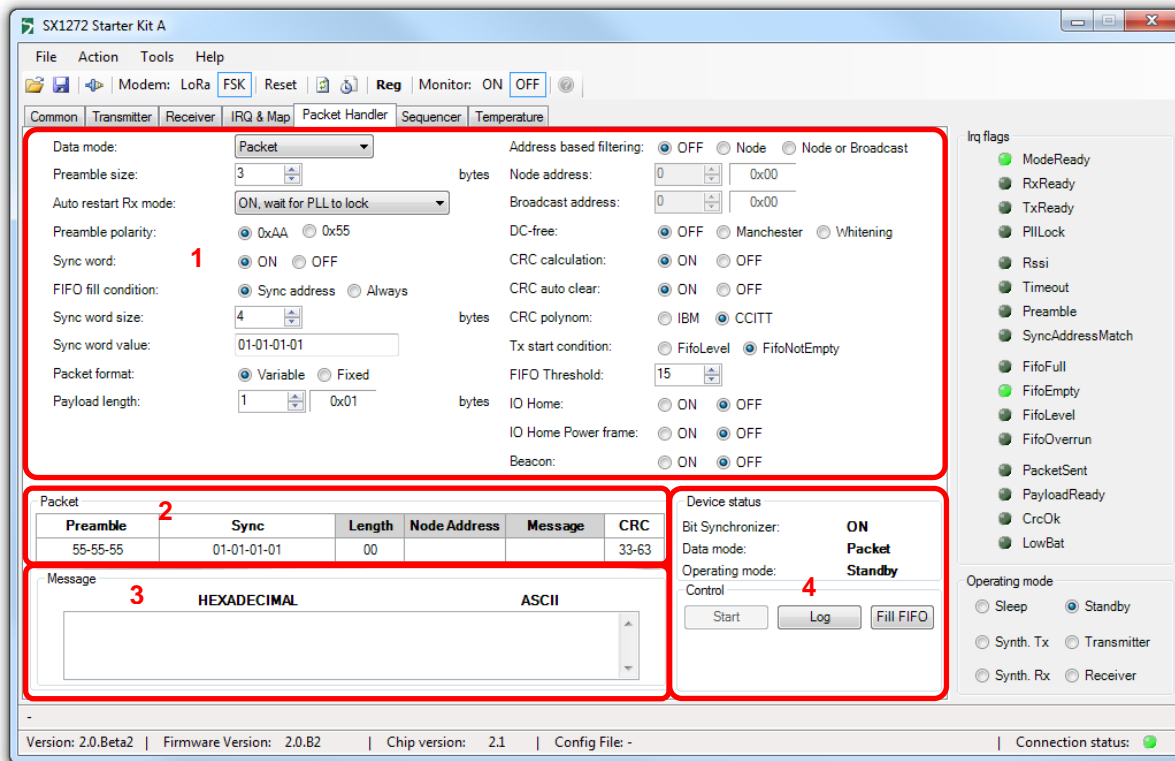 SX1272 Starter Kit A
File Action Tools Help
Modem: LoRa FSK Reset Reg Monitor: ON OFF
Common Transmitter Receiver IRQ & Map Packet Handler Sequencer Temperature
1
Data mode: Packet
Preamble size: 3 bytes
Auto restart Rx mode: ON, wait for PLL to lock
Preamble polarity: 0xAA 0x55
Sync word: ON OFF
FIFO fill condition: Sync address Always
Sync word size: 4 bytes
Sync word value: 01-01-01-01
Packet format: Variable Fixed
Payload length: 1 0x01 bytes
Address based filtering: OFF Node Node or Broadcast
Node address: 0 0x00
Broadcast address: 0 0x00
DC-free: OFF Manchester Whitening
CRC calculation: ON OFF
CRC auto clear: ON OFF
CRC polynom: IBM CCITT
Tx start condition: FifoLevel FifoNotEmpty
FIFO Threshold: 15
IO Home: ON OFF
IO Home Power frame: ON OFF
Beacon: ON OFF
Packet
2
Preamble Sync Length Node Address Message CRC
55-55-55 01-01-01-01 00 33-63
Message
3
HEXADECIMAL ASCII
Device status
Bit Synchronizer: ON
Data mode: Packet
Operating mode: Standby
4
Control
Start Log Fill FIFO
Irq flags
ModeReady
RxReady
TxReady
PllLock
Rssi
Timeout
Preamble
SyncAddressMatch
FifoFull
FifoEmpty
FifoLevel
FifoOverrun
PacketSent
PayloadReady
CrcOk
LowBat
Operating mode
Sleep Standby
Synth. Tx Transmitter
Synth. Rx Receiver
-
Version: 2.0.Beta2 | Firmware Version: 2.0.B2 | Chip version: 2.1 | Config File: - | Connection status: